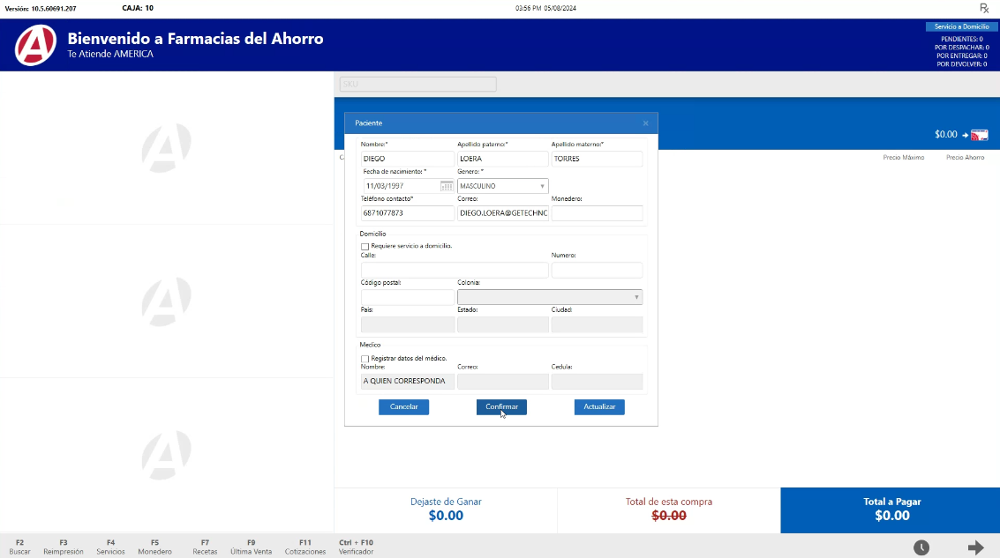 Versión: 10.5.60691.207 CAJA: 10 03:56 PM 05/08/2024
Bienvenido a Farmacias del Ahorro
Te Atiende AMERICA
Servicio a Domicilio
PENDIENTES: 0
POR DESPACHAR: 0
POR ENTREGAR: 0
POR DEVOLVER: 0
SKU
$0.00
Precio Máximo Precio Ahorro
Paciente
Nombre:* Apellido paterno:* Apellido materno:*
DIEGO LOERA TORRES
Fecha de nacimiento: * Genero: *
11/03/1997 MASCULINO
Teléfono contacto* Correo: Monedero:
6871077873 DIEGO.LOERA@GETECHNC
Domicilio
Requiere servicio a domicilio.
Calle: Numero:
Código postal: Colonia:
País: Estado: Ciudad:
Medico
Registrar datos del médico.
Nombre: Correo: Cedula:
A QUIEN CORRESPONDA
Cancelar Confirmar Actualizar
Dejaste de Ganar Total de esta compra Total a Pagar
$0.00 $0.00 $0.00
F2 F3 F4 F5 F7 F9 F11 Ctrl + F10
Buscar Reimpresión Servicios Monedero Recetas Última Venta Cotizaciones Verificador